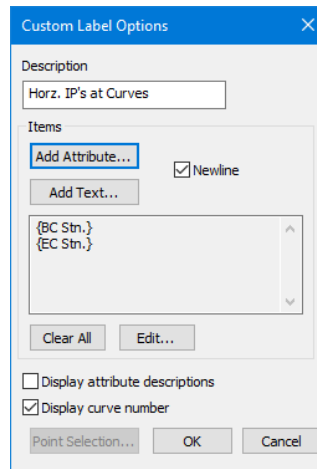 Custom Label Options
Description
Horz. IP's at Curves
Items
Add Attribute...
Newline
Add Text...
{BC Stn.}
{EC Stn.}
Clear All Edit...
Display attribute descriptions
Display curve number
Point Selection... OK Cancel